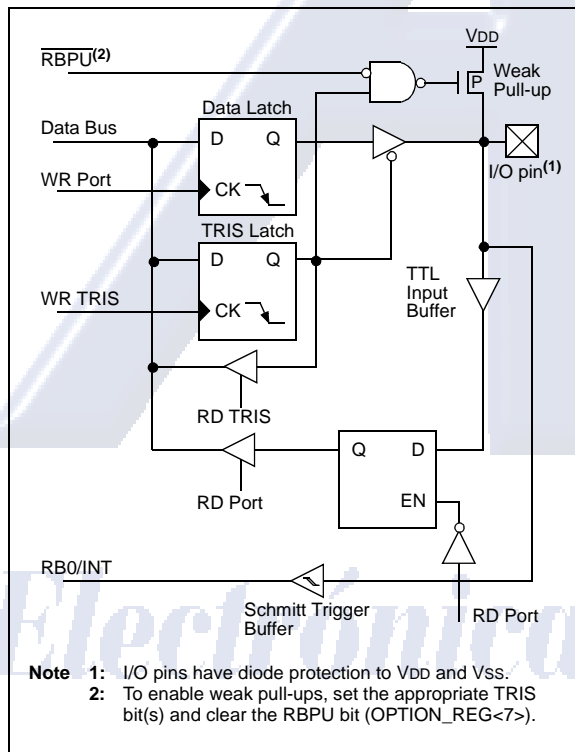 VDD
RBPU(2)
P
Weak
Pull-up
Data Latch
Data Bus
D Q
I/O pin(1)
WR Port
CK
TRIS Latch
D Q
TTL
Input
Buffer
WR TRIS
CK
RD TRIS
Q D
RD Port
EN
RB0/INT
Schmitt Trigger
Buffer
RD Port
Electrónica
Note 1: I/O pins have diode protection to VDD and VSS.
2: To enable weak pull-ups, set the appropriate TRIS
bit(s) and clear the RBPU bit (OPTION_REG<7>).